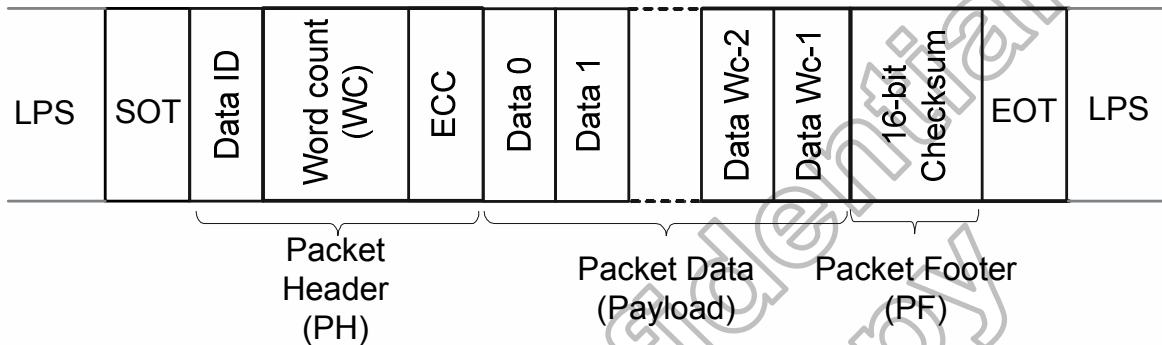 LPS
SOT
Data ID
Word count
(WC)
ECC
Data 0
Data 1
Data Wc-2
Data Wc-1
16-bit
Checksum
EOT
LPS
Packet
Header
(PH)
Packet Data
(Payload)
Packet Footer
(PF)